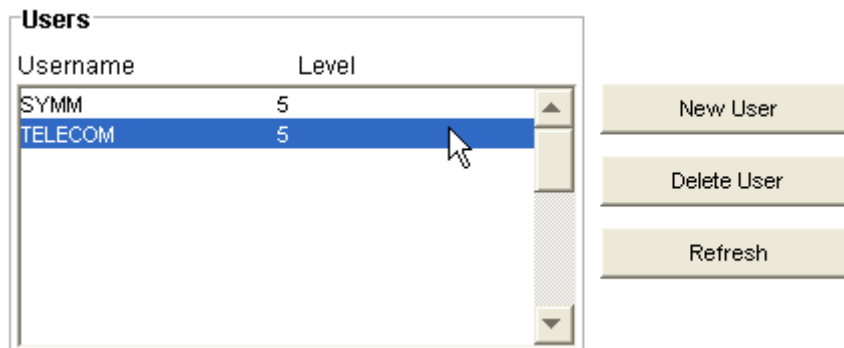 Users
Username Level
SYMM 5
TELECOM 5
New User
Delete User
Refresh